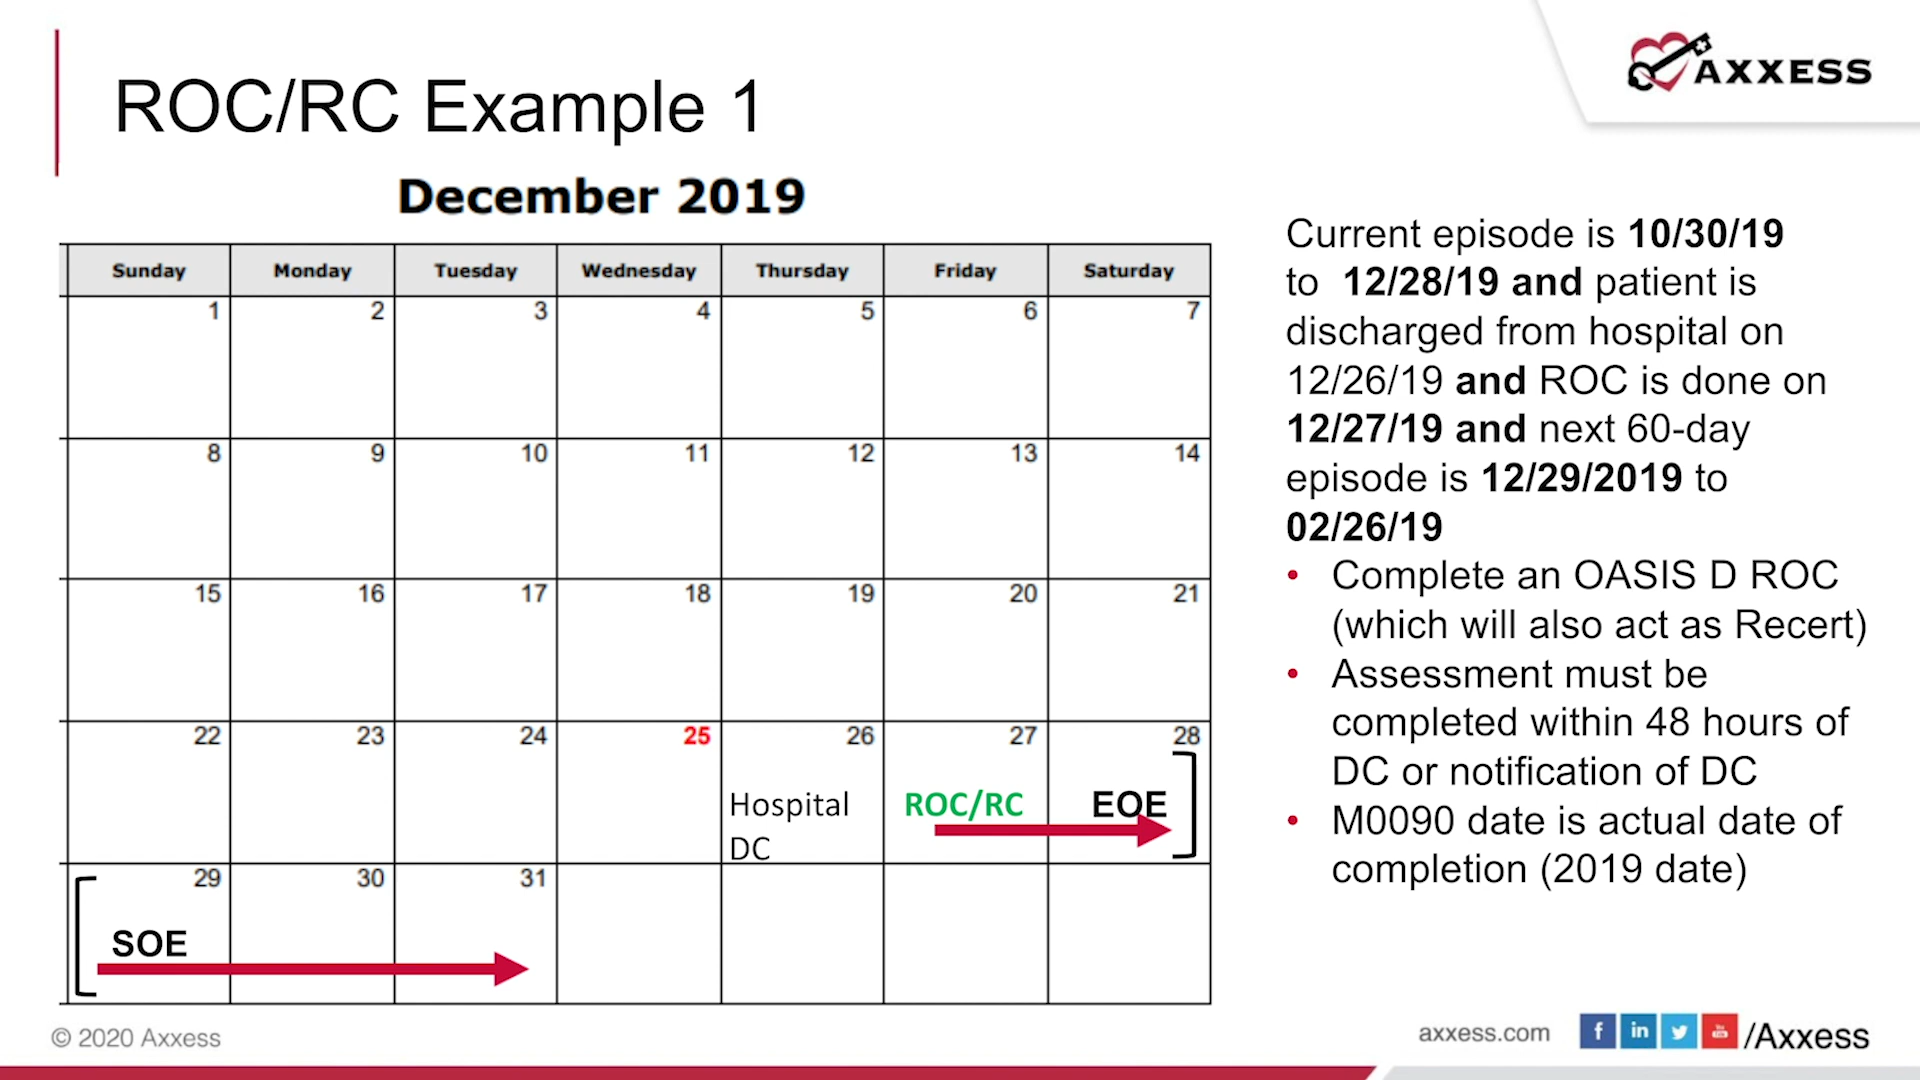 AXXESS
ROC/RC Example 1
December 2019
Sunday Monday Tuesday Wednesday Thursday Friday Saturday
1 2 3 4 5 6 7
8 9 10 11 12 13 14
15 16 17 18 19 20 21
22 23 24 25 26 27 28
Hospital ROC/RC EOE
DC
29 30 31
SOE
Current episode is 10/30/19
to 12/28/19 and patient is
discharged from hospital on
12/26/19 and ROC is done on
12/27/19 and next 60-day
episode is 12/29/2019 to
02/26/19
• Complete an OASIS D ROC
(which will also act as Recert)
• Assessment must be
completed within 48 hours of
DC or notification of DC
• M0090 date is actual date of
completion (2019 date)
© 2020 Axxess
axxess.com f in /Axxess